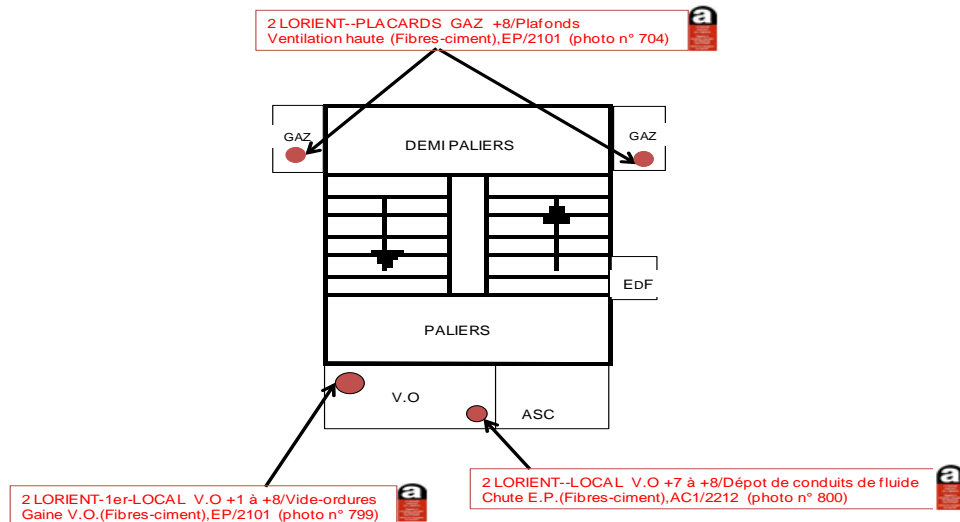 2 LORIENT--PLACARDS GAZ +8/Plafonds
Ventilation haute (Fibres-ciment),EP/2101 (photo n° 704)
a
GAZ
DEMI PALIERS
GAZ
EDF
PALIERS
V.O
ASC
2 LORIENT-1er-LOCAL V.O +1 à +8/Vide-ordures
Gaine V.O.(Fibres-ciment),EP/2101 (photo n° 799)
a
2 LORIENT--LOCAL V.O +7 à +8/Dépot de conduits de fluide
Chute E.P.(Fibres-ciment),AC1/2212 (photo n° 800)
a